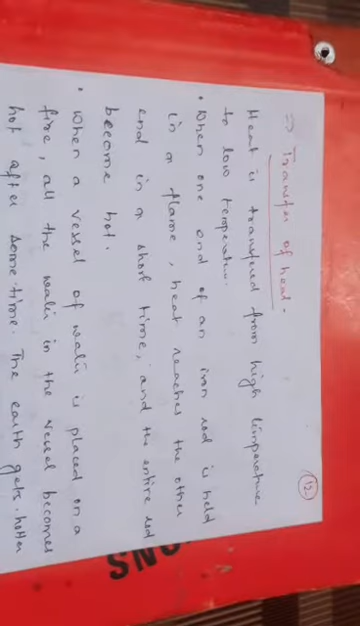 12
→ Transfer of heat.
Heat is transfered from high temperature
to low temperature.
• When one end of an iron rod is held
in a flame, heat reaches the other
end in a short time, and the entire rod
become hot.
• When a vessel of water is placed on a
fire, all the water in the vessel becomes
hot after some time. The earth gets hotter
SNO